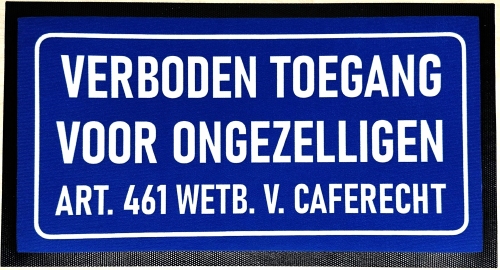 VERBODEN TOEGANG
VOOR ONGEZELLIGEN
ART. 461 WETB. V. CAFERECHT